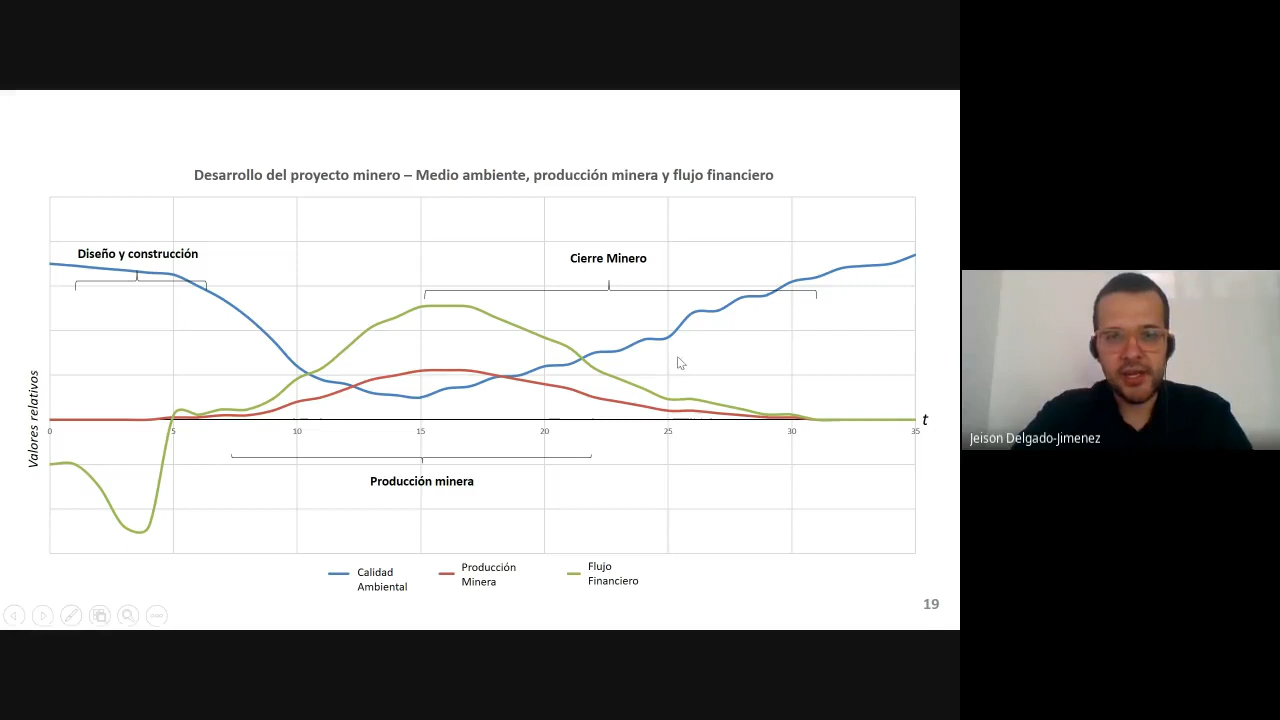 Desarrollo del proyecto minero – Medio ambiente, producción minera y flujo financiero
Diseño y construcción
Cierre Minero
Valores relativos
t
0 5 10 15 20 25 30 35
Producción minera
Calidad
Ambiental
Producción
Minera
Flujo
Financiero
19
Jeison Delgado-Jimenez